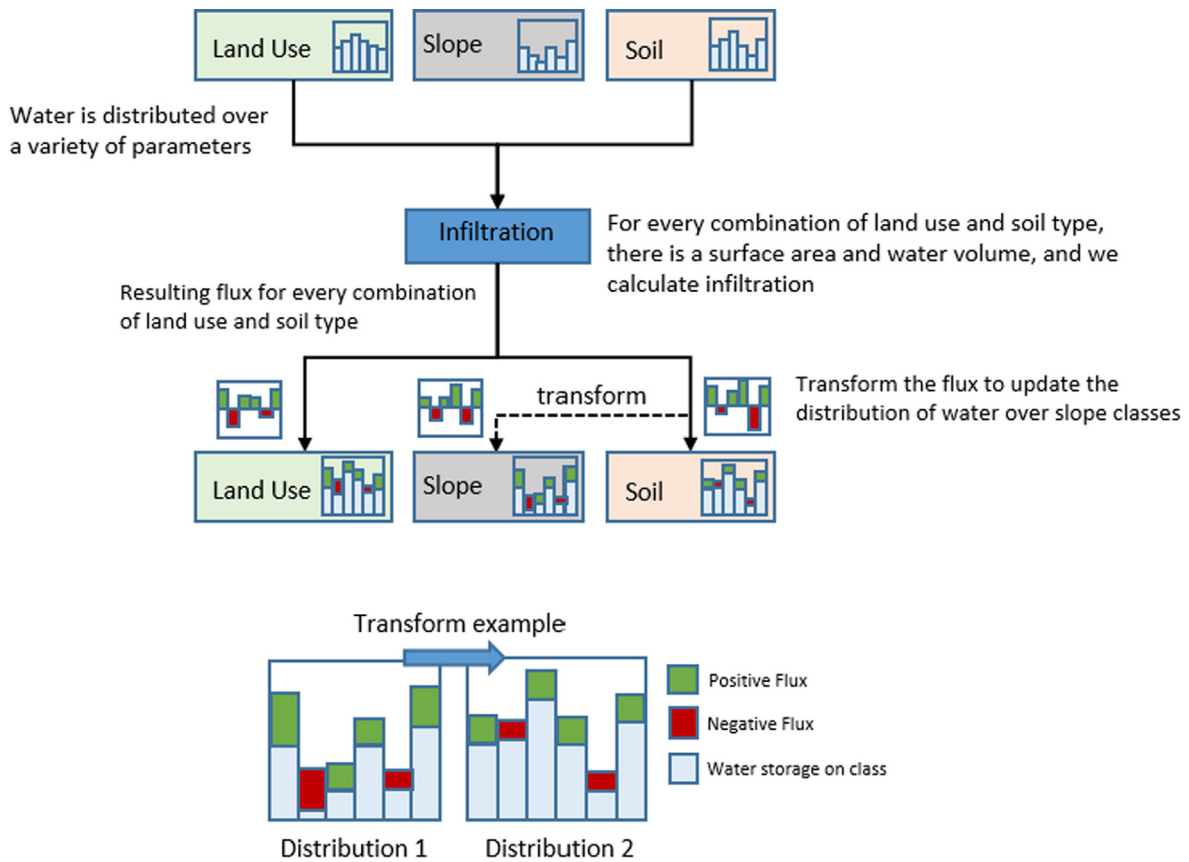 Land Use
Slope
Soil
Water is distributed over
a variety of parameters
Infiltration
For every combination of land use and soil type,
there is a surface area and water volume, and we
calculate infiltration
Resulting flux for every combination
of land use and soil type
transform
Transform the flux to update the
distribution of water over slope classes
Land Use
Slope
Soil
Transform example
Positive Flux
Negative Flux
Water storage on class
Distribution 1
Distribution 2